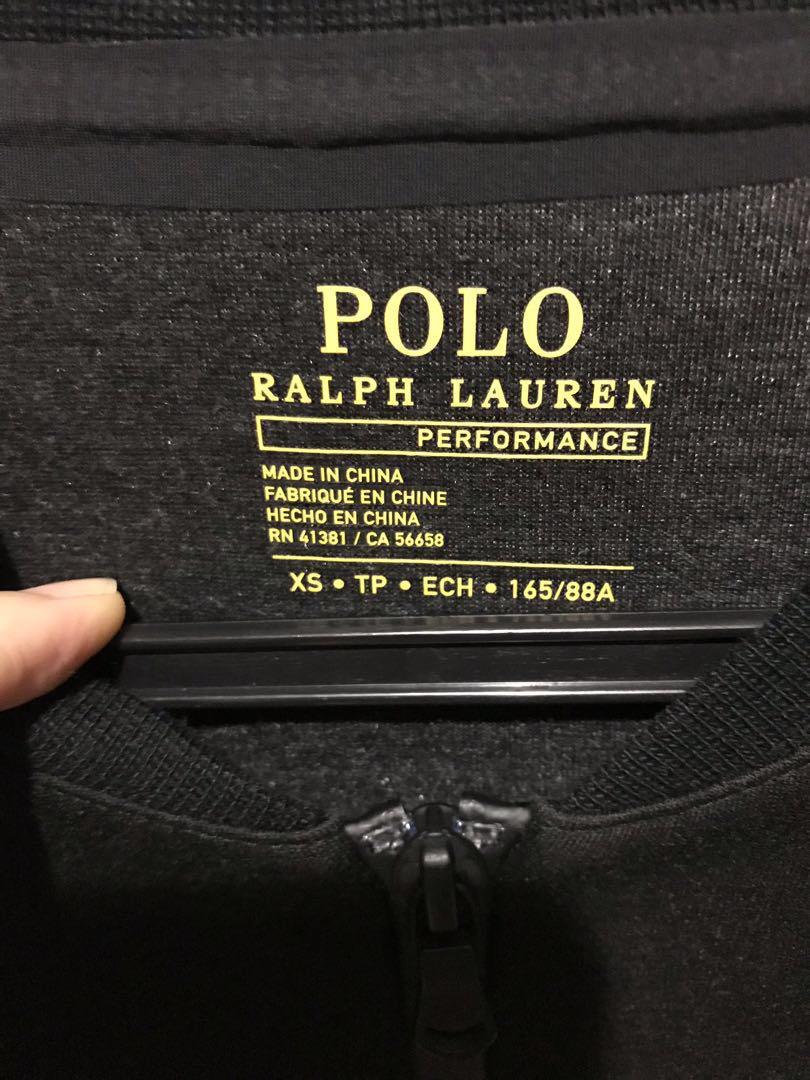 POLO
RALPH LAUREN
PERFORMANCE
MADE IN CHINA
FABRIQUÉ EN CHINE
HECHO EN CHINA
RN 41381 / CA 56658
XS • TP • ECH • 165/88A